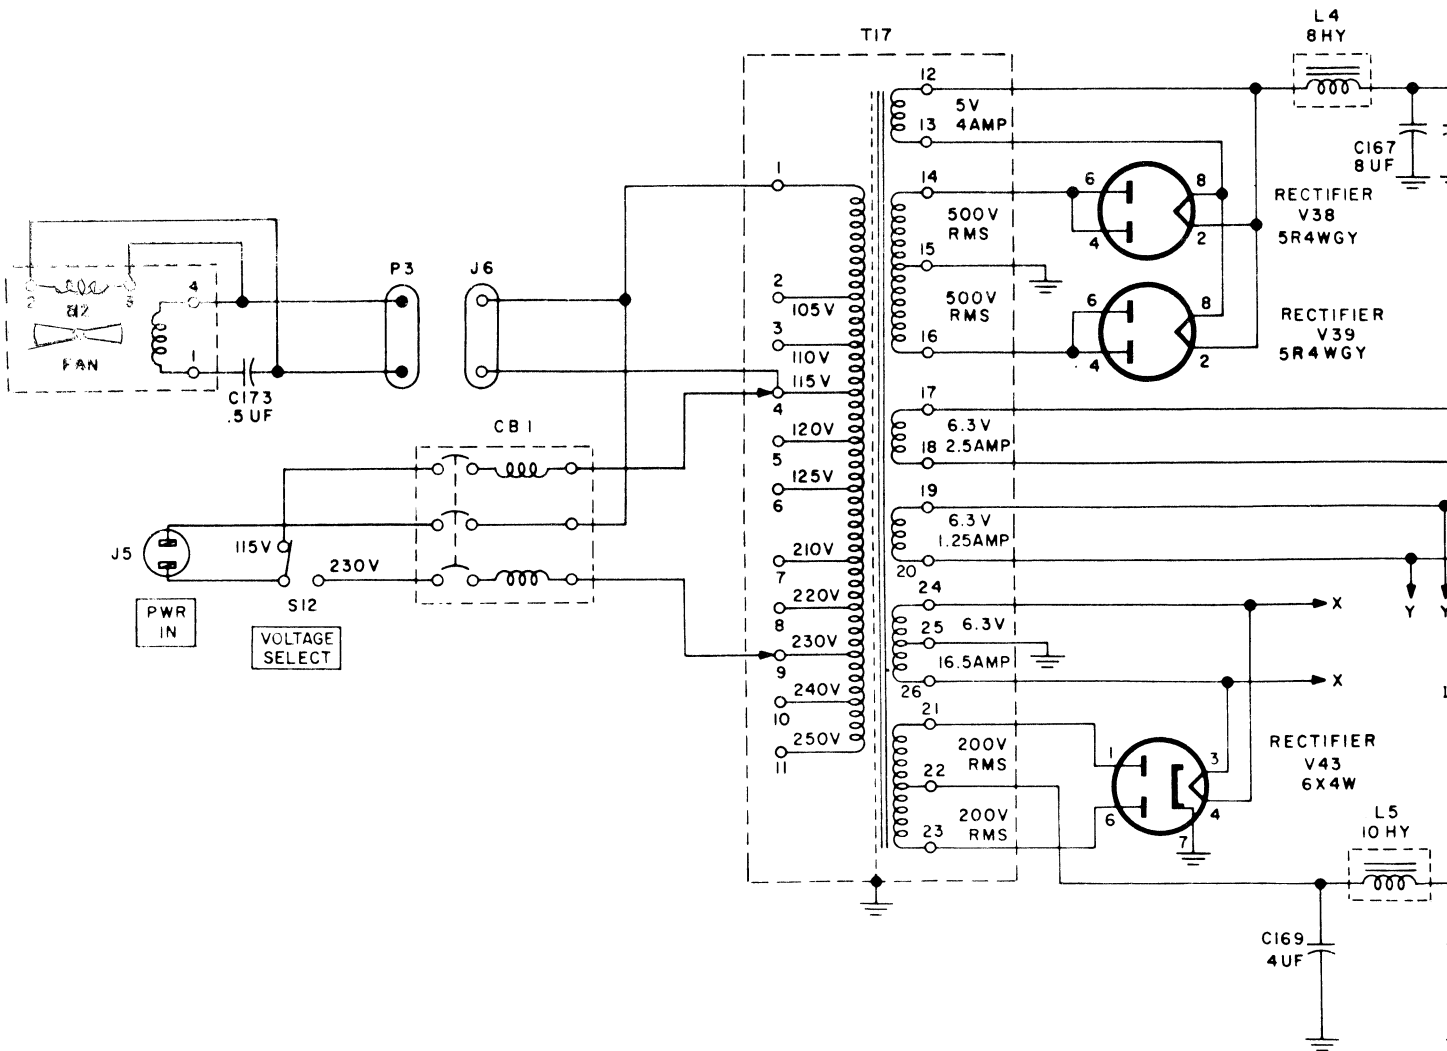 L4
8HY
T17
12
5V
4AMP
13
C167
8UF
1
14
6
8
RECTIFIER
V38
5R4WGY
500V
RMS
4
2
15
P3
J6
4
2
3
B12
FAN
1
C173
.5UF
2
105V
3
110V
115V
4
500V
RMS
16
6
8
4
2
RECTIFIER
V39
5R4WGY
17
6.3V
18
2.5AMP
CB1
120V
5
125V
6
19
6.3V
1.25AMP
20
J5
115V
230V
S12
PWR
IN
VOLTAGE
SELECT
210V
7
220V
8
230V
9
240V
10
250V
11
24
X
Y
Y
25
6.3V
16.5AMP
26
X
21
200V
RMS
22
200V
RMS
23
1
3
6
4
7
RECTIFIER
V43
6X4W
L5
10HY
C169
4UF